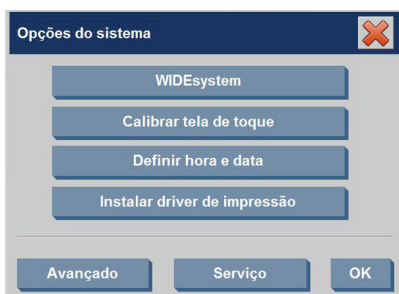 Opções do sistema
WIDEsystem
Calibrar tela de toque
Definir hora e data
Instalar driver de impressão
Avançado Serviço OK